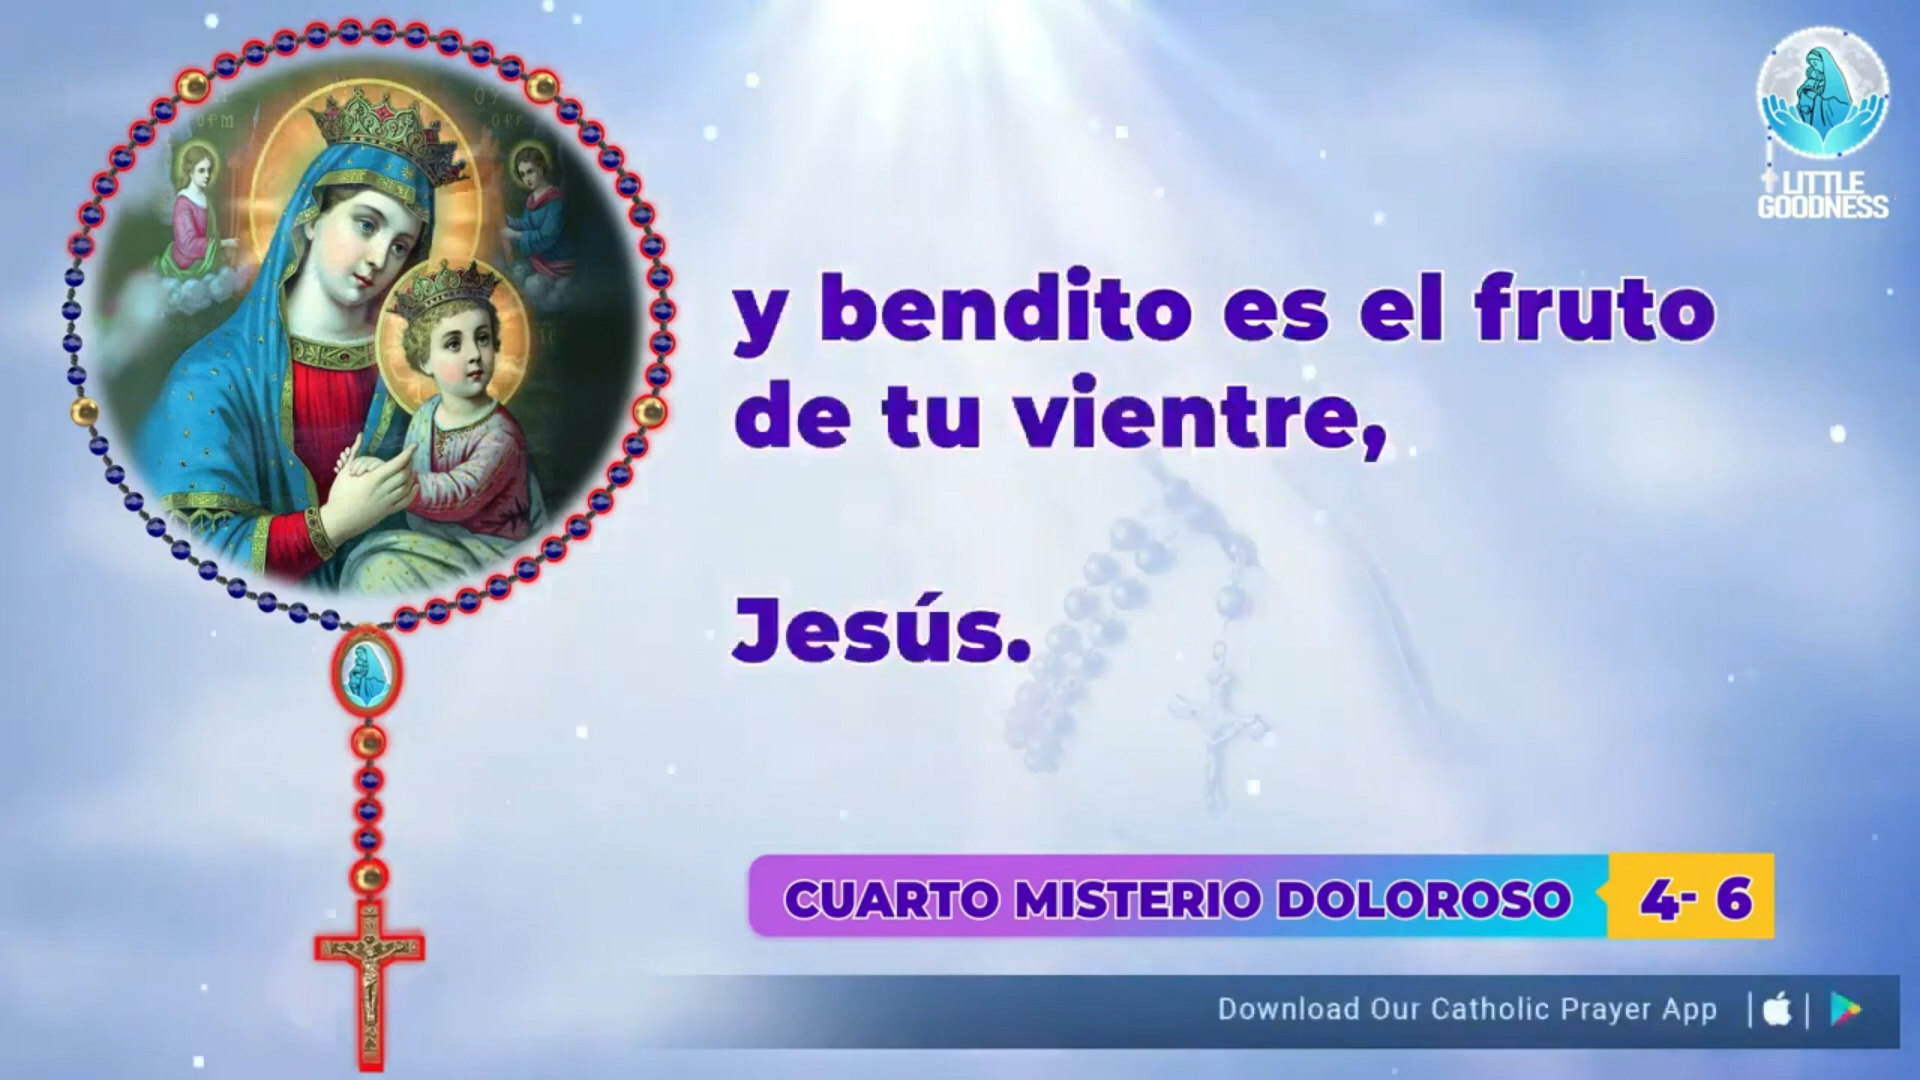 LITTLE
GOODNESS
y bendito es el fruto
de tu vientre,
Jesús.
CUARTO MISTERIO DOLOROSO 4- 6
Download Our Catholic Prayer App